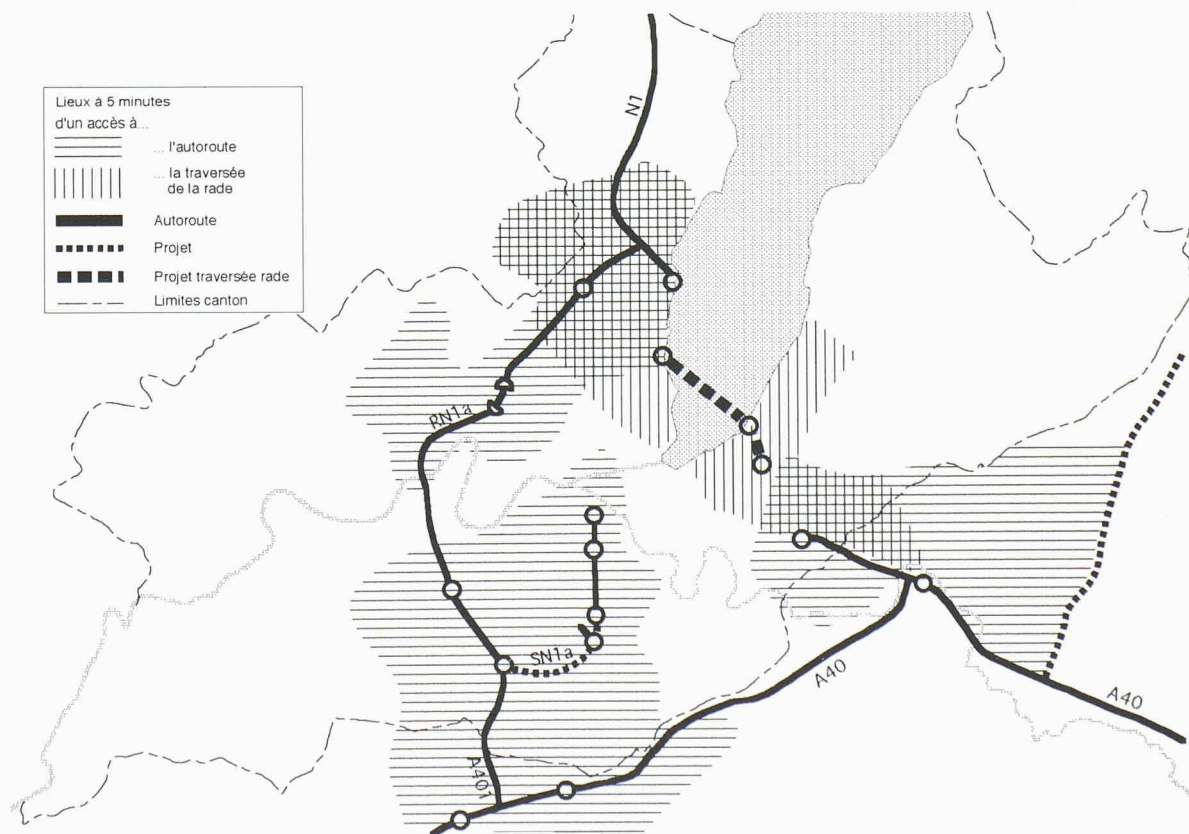 Lieux à 5 minutes
d'un accès à...
... l'autoroute
... la traversée
de la rade
Autoroute
Projet
Projet traversée rade
Limites canton
N1
RN1a
SN1a
A40
A40
A401